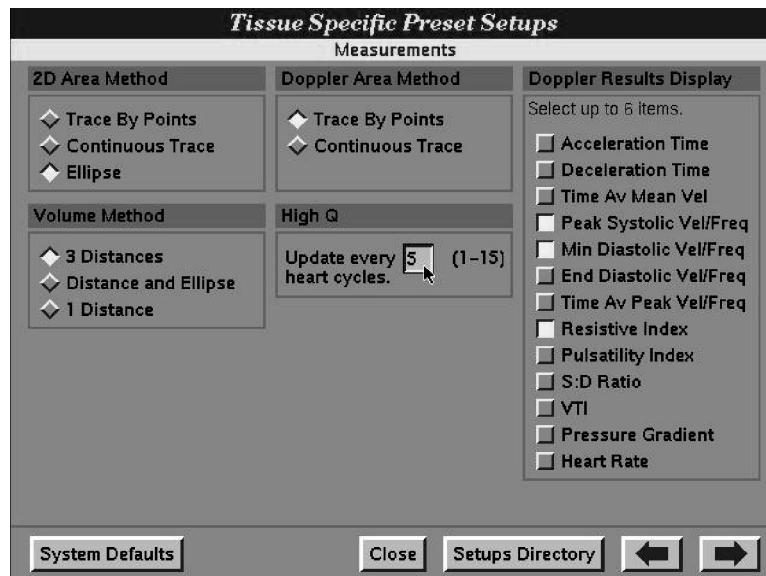 Tissue Specific Preset Setups
Measurements
2D Area Method
Trace By Points
Continuous Trace
Ellipse
Volume Method
3 Distances
Distance and Ellipse
1 Distance
Doppler Area Method
Trace By Points
Continuous Trace
High Q
Update every 5 (1-15)
heart cycles.
Doppler Results Display
Select up to 6 items.
Acceleration Time
Deceleration Time
Time Av Mean Vel
Peak Systolic Vel/Freq
Min Diastolic Vel/Freq
End Diastolic Vel/Freq
Time Av Peak Vel/Freq
Resistive Index
Pulsatility Index
S:D Ratio
VTI
Pressure Gradient
Heart Rate
System Defaults
Close
Setups Directory